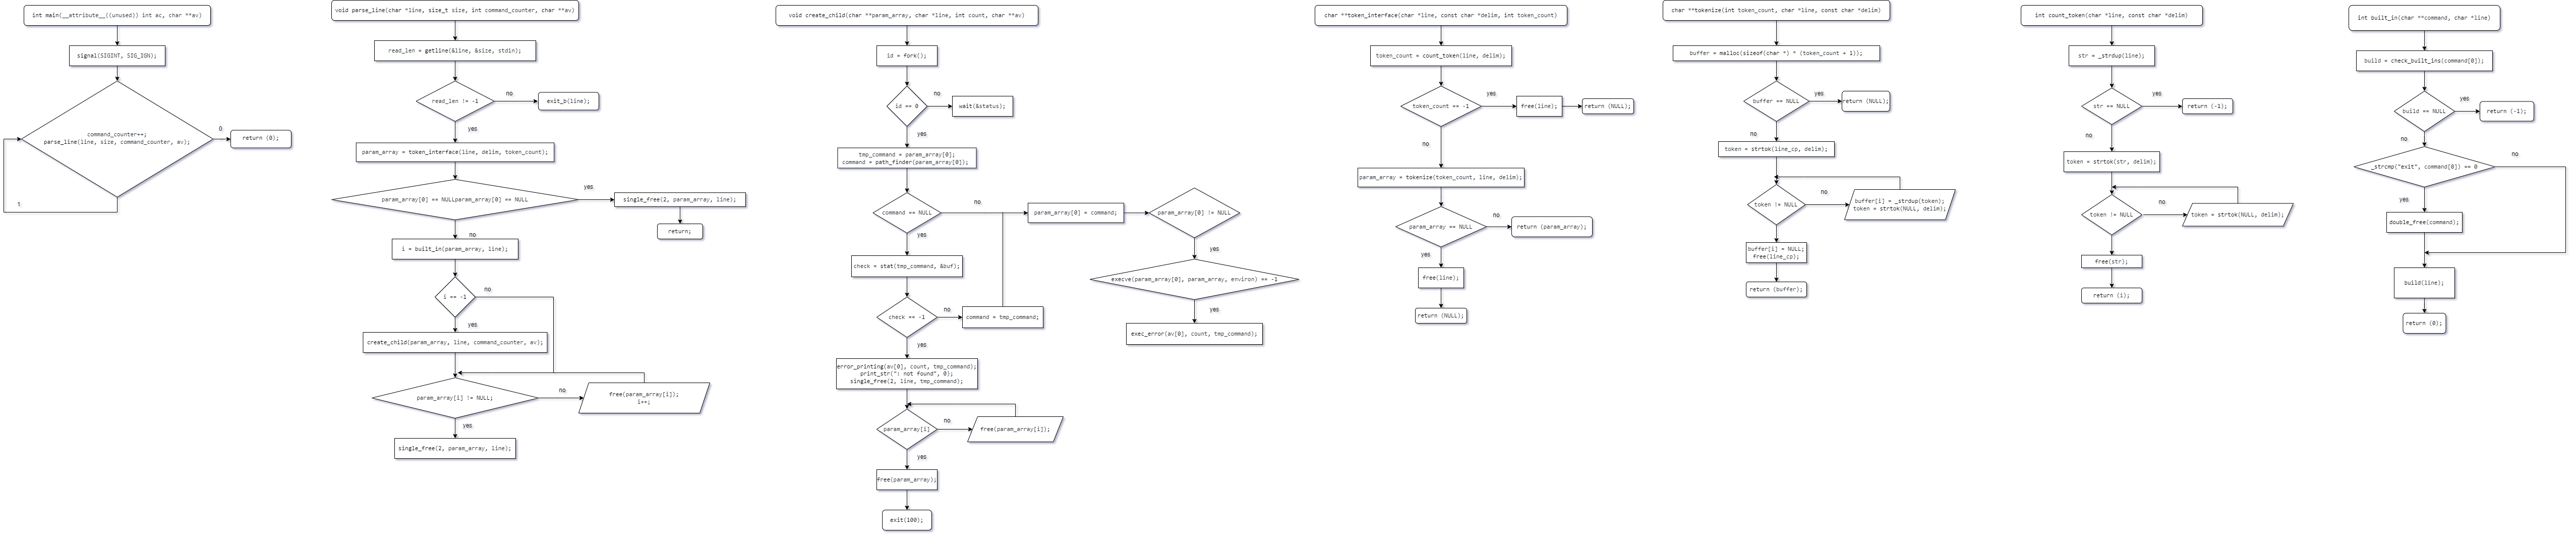 int main(__attribute__((unused)) int ac, char **av)
signal(SIGINT, SIG_IGN);
command_counter++;
parse_line(line, size, command_counter, av);
0
return (0);
1
void parse_line(char *line, size_t size, int command_counter, char **av)
read_len = getline(&line, &size, stdin);
read_len != -1
no
exit_b(line);
yes
param_array = token_interface(line, delim, token_count);
param_array[0] == NULLparam_array[0] == NULL
yes
single_free(2, param_array, line);
return;
no
i = built_in(param_array, line);
i == -1
no
yes
create_child(param_array, line, command_counter, av);
param_array[i] != NULL;
no
free(param_array[i]);
i++;
yes
single_free(2, param_array, line);
void create_child(char **param_array, char *line, int count, char **av)
id = fork();
id == 0
no
wait(&status);
yes
tmp_command = param_array[0];
command = path_finder(param_array[0]);
command == NULL
no
param_array[0] = command;
param_array[0] != NULL
yes
execve(param_array[0], param_array, environ) == -1
yes
exec_error(av[0], count, tmp_command);
yes
check = stat(tmp_command, &buf);
check == -1
no
command = tmp_command;
yes
error_printing(av[0], count, tmp_command);
print_str(": not found", 0);
single_free(2, line, tmp_command);
param_array[i]
no
free(param_array[i]);
yes
free(param_array);
exit(100);
char **token_interface(char *line, const char *delim, int token_count)
token_count = count_token(line, delim);
token_count == -1
yes
free(line);
return (NULL);
no
param_array = tokenize(token_count, line, delim);
param_array == NULL
no
return (param_array);
yes
free(line);
return (NULL);
char **tokenize(int token_count, char *line, const char *delim)
buffer = malloc(sizeof(char *) * (token_count + 1));
buffer == NULL
yes
return (NULL);
no
token = strtok(line_cp, delim);
token != NULL
no
buffer[i] = _strdup(token);
token = strtok(NULL, delim);
buffer[i] = NULL;
free(line_cp);
return (buffer);
int count_token(char *line, const char *delim)
str = _strdup(line);
str == NULL
yes
return (-1);
no
token = strtok(str, delim);
token != NULL
no
token = strtok(NULL, delim);
free(str);
return (i);
int built_in(char **command, char *line)
build = check_built_ins(command[0]);
build == NULL
yes
return (-1);
no
_strcmp("exit", command[0]) == 0
no
yes
double_free(command);
build(line);
return (0);